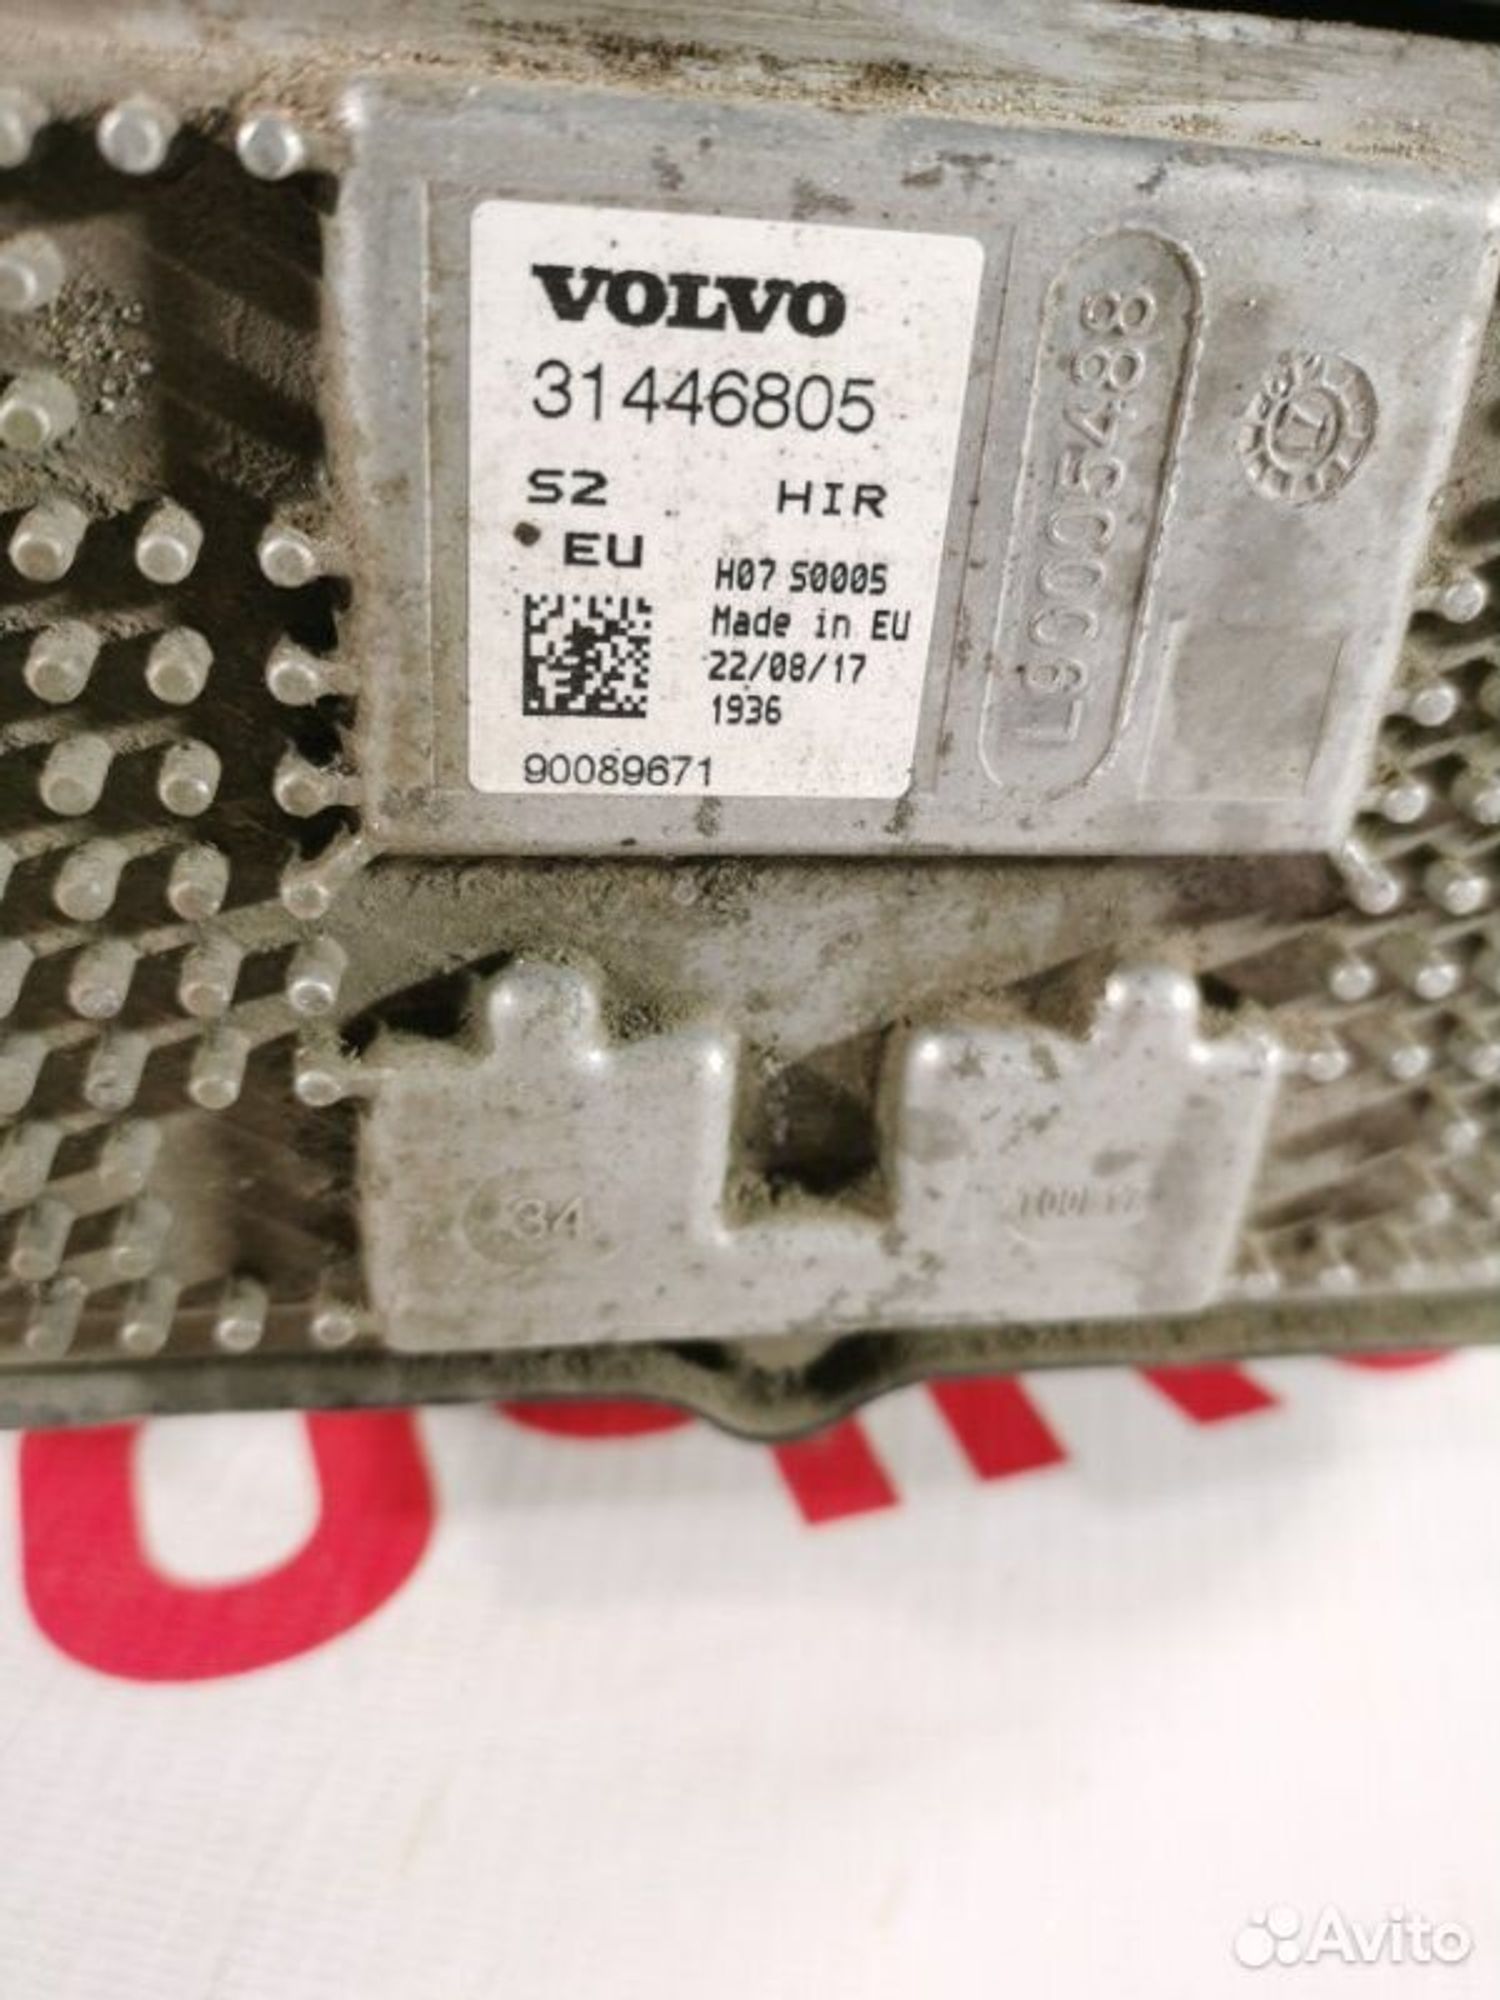 VOLVO
31446805
S2 HIR
EU
H07 S0005
Made in EU
22/08/17
1936
90089671
L90005488
34
Avito